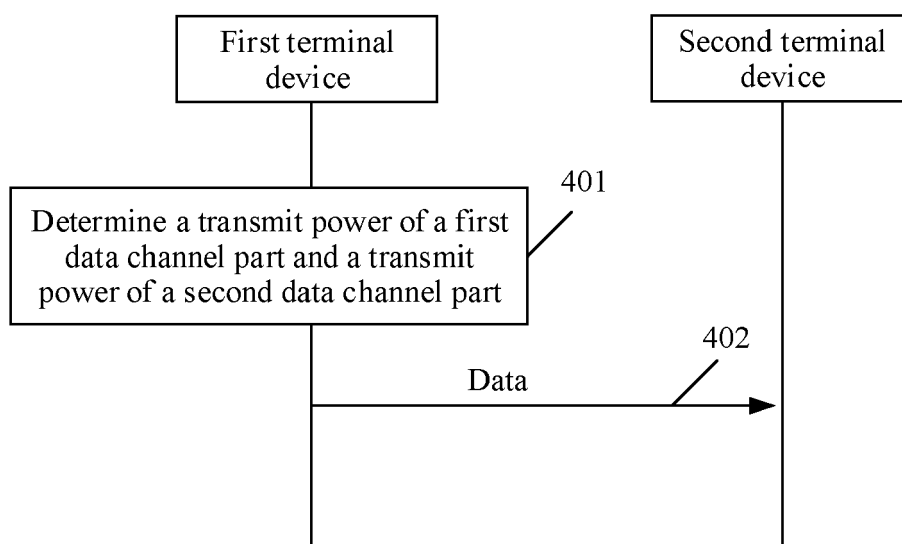 First terminal
device
Second terminal
device
401
Determine a transmit power of a first
data channel part and a transmit
power of a second data channel part
402
Data